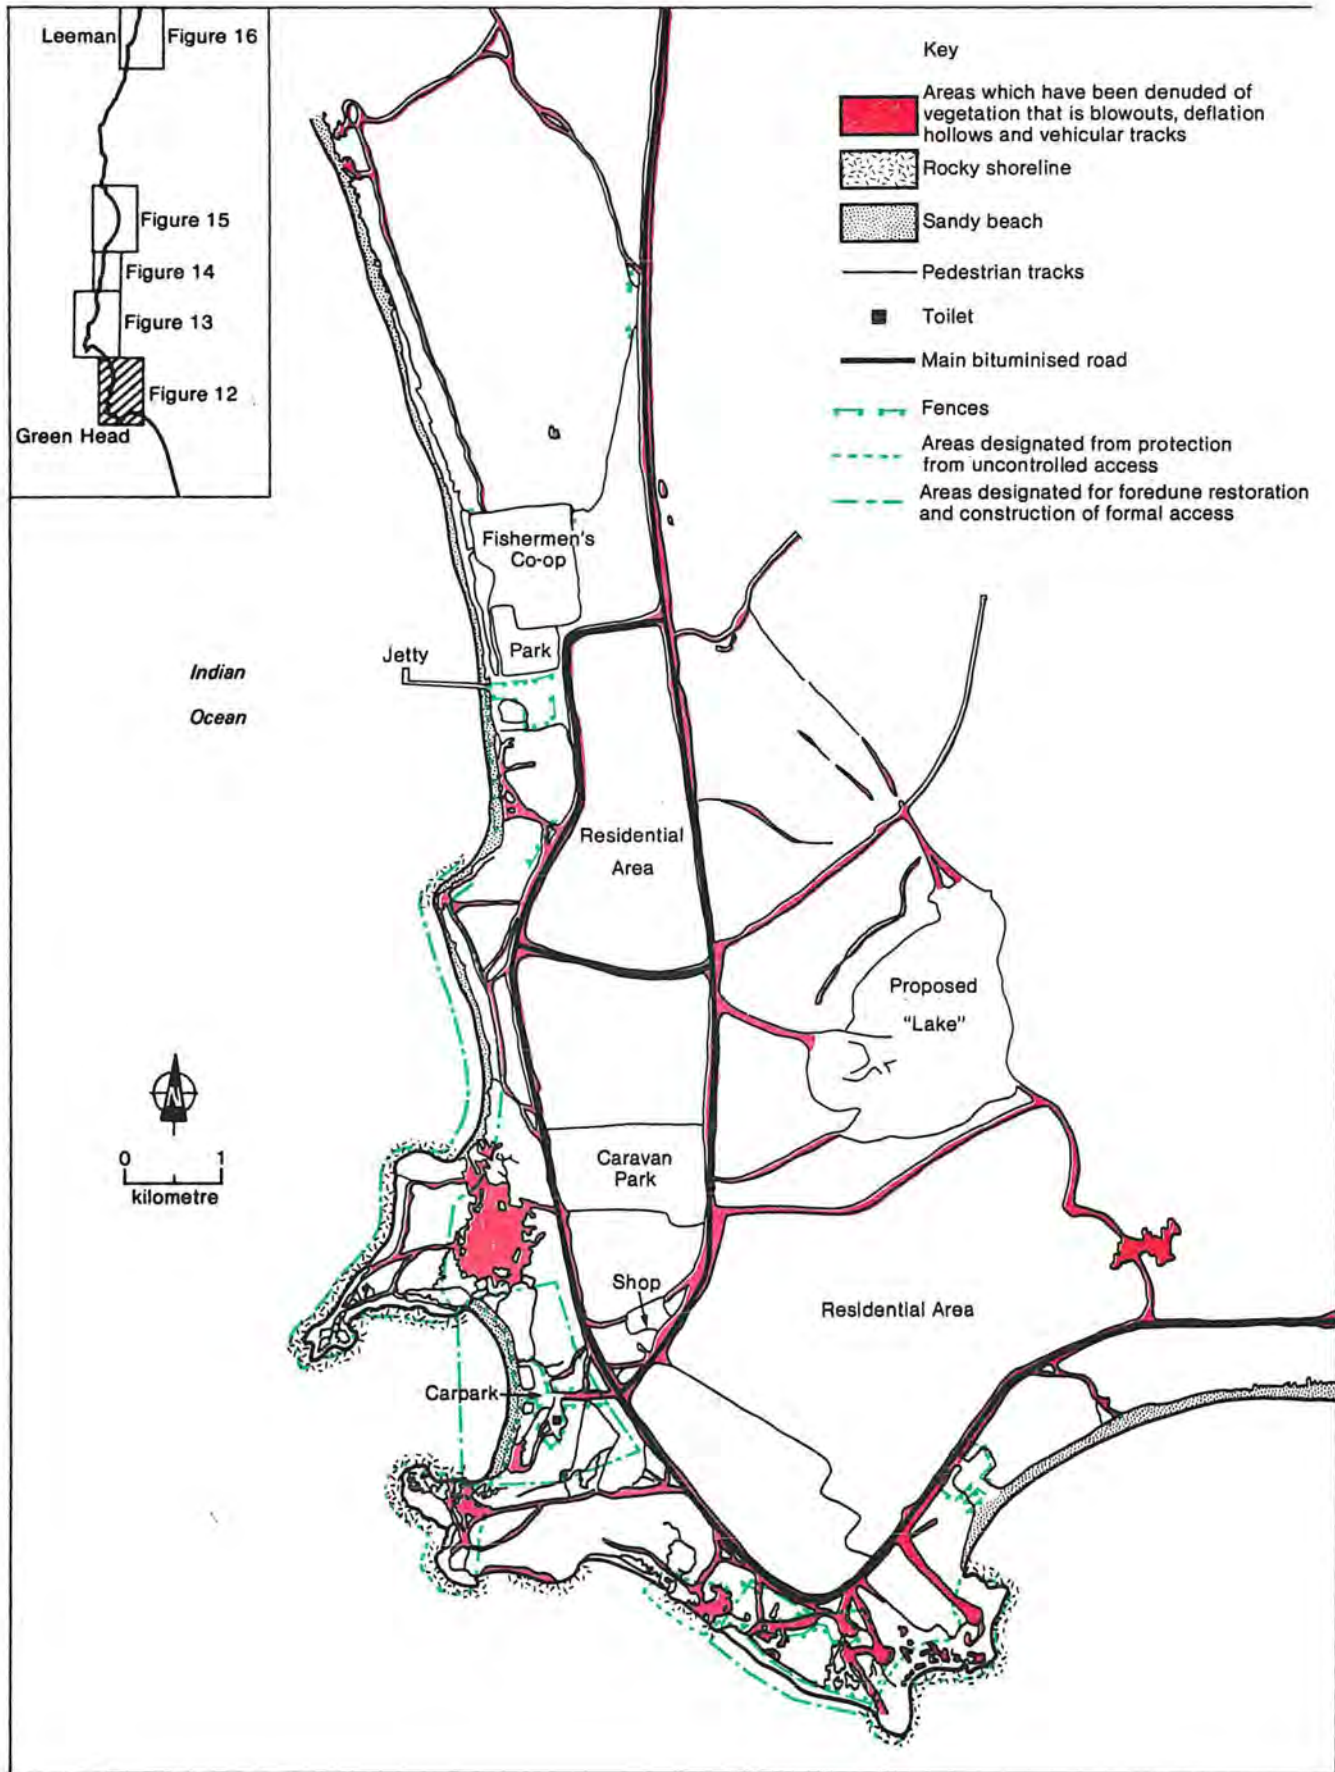 Leeman
Figure 16
Figure 15
Figure 14
Figure 13
Figure 12
Green Head
Key
Areas which have been denuded of
vegetation that is blowouts, deflation
hollows and vehicular tracks
Rocky shoreline
Sandy beach
Pedestrian tracks
Toilet
Main bituminised road
Fences
Areas designated from protection
from uncontrolled access
Areas designated for foredune restoration
and construction of formal access
Fishermen's
Co-op
Park
Jetty
Indian
Ocean
Residential
Area
Proposed
"Lake"
N
0 1
kilometre
Caravan
Park
Shop
Residential Area
Carpark